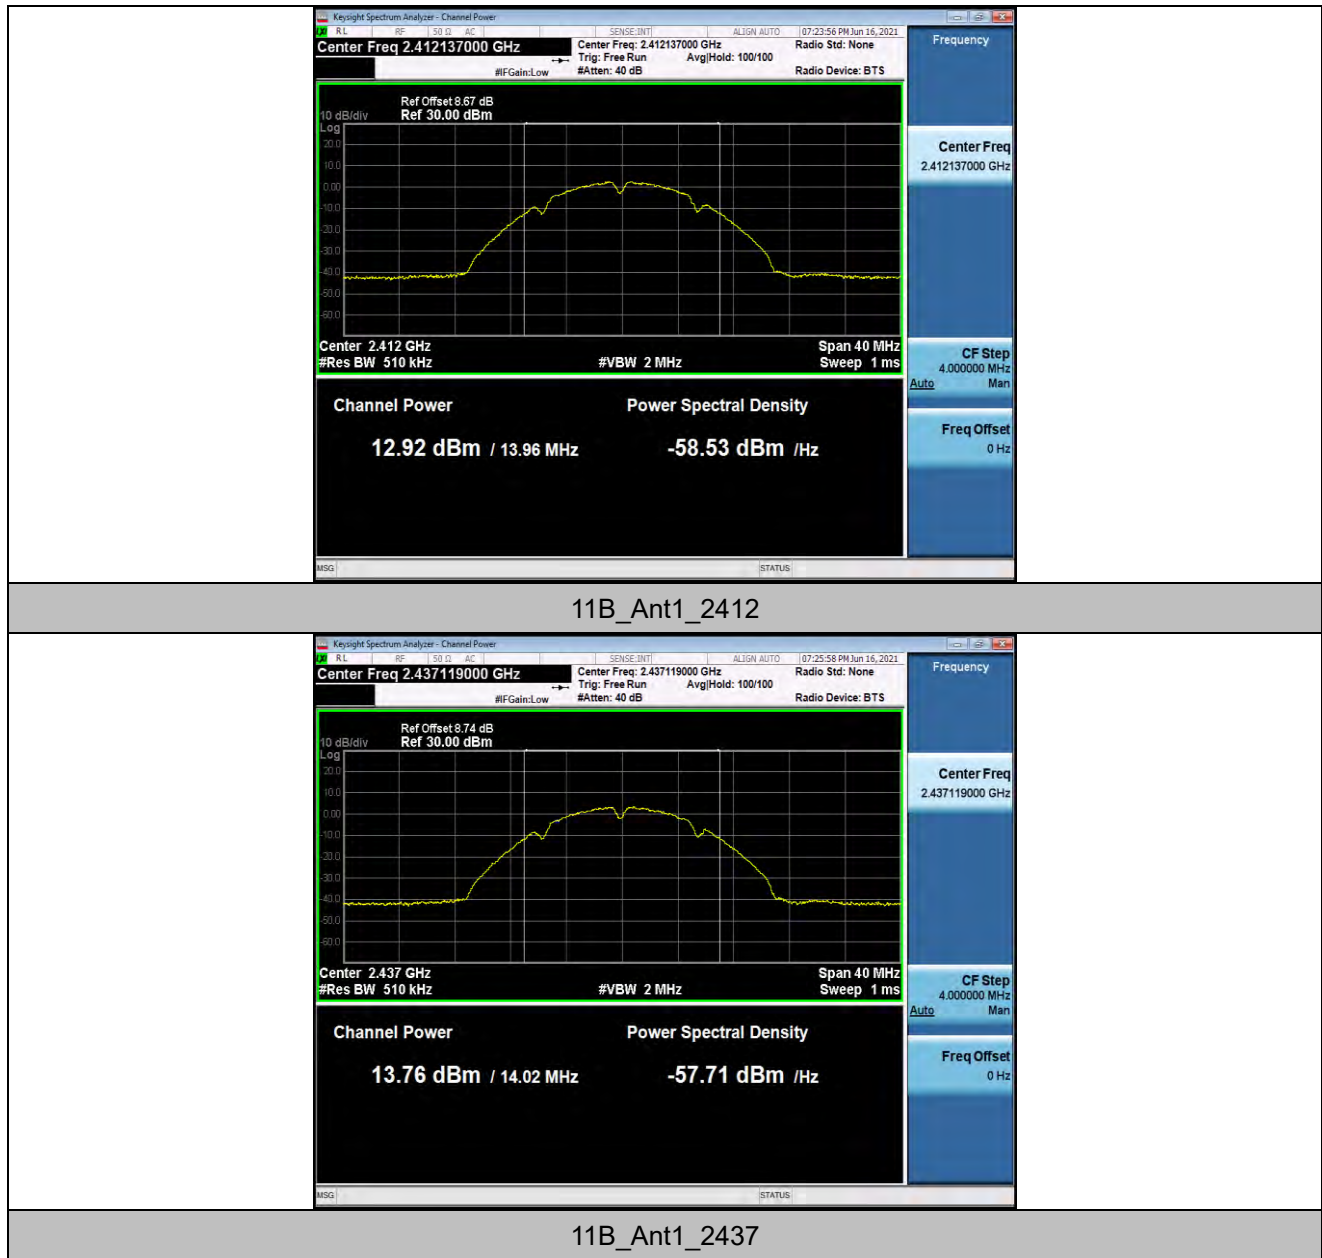 Keysight Spectrum Analyzer - Channel Power
RL RF 50 Ω AC SENSE:INT ALIGN AUTO 07:23:56 PM Jun 16, 2021
Center Freq 2.412137000 GHz
Center Freq: 2.412137000 GHz
Radio Std: None
Trig: Free Run Avg|Hold: 100/100
#IFGain:Low
#Atten: 40 dB
Radio Device: BTS
Frequency
Ref Offset 8.67 dB
10 dB/div Ref 30.00 dBm
Log
20.0
10.0
0.00
-10.0
-20.0
-30.0
-40.0
-50.0
-60.0
Center Freq
2.412137000 GHz
Center 2.412 GHz Span 40 MHz
#Res BW 510 kHz #VBW 2 MHz Sweep 1 ms
CF Step
4.000000 MHz
Auto Man
Channel Power Power Spectral Density
12.92 dBm / 13.96 MHz -58.53 dBm /Hz
Freq Offset
0 Hz
MSG STATUS
11B_Ant1_2412
Keysight Spectrum Analyzer - Channel Power
RL RF 50 Ω AC SENSE:INT ALIGN AUTO 07:25:58 PM Jun 16, 2021
Center Freq 2.437119000 GHz
Center Freq: 2.437119000 GHz
Radio Std: None
Trig: Free Run Avg|Hold: 100/100
#IFGain:Low
#Atten: 40 dB
Radio Device: BTS
Frequency
Ref Offset 8.74 dB
10 dB/div Ref 30.00 dBm
Log
20.0
10.0
0.00
-10.0
-20.0
-30.0
-40.0
-50.0
-60.0
Center Freq
2.437119000 GHz
Center 2.437 GHz Span 40 MHz
#Res BW 510 kHz #VBW 2 MHz Sweep 1 ms
CF Step
4.000000 MHz
Auto Man
Channel Power Power Spectral Density
13.76 dBm / 14.02 MHz -57.71 dBm /Hz
Freq Offset
0 Hz
MSG STATUS
11B_Ant1_2437